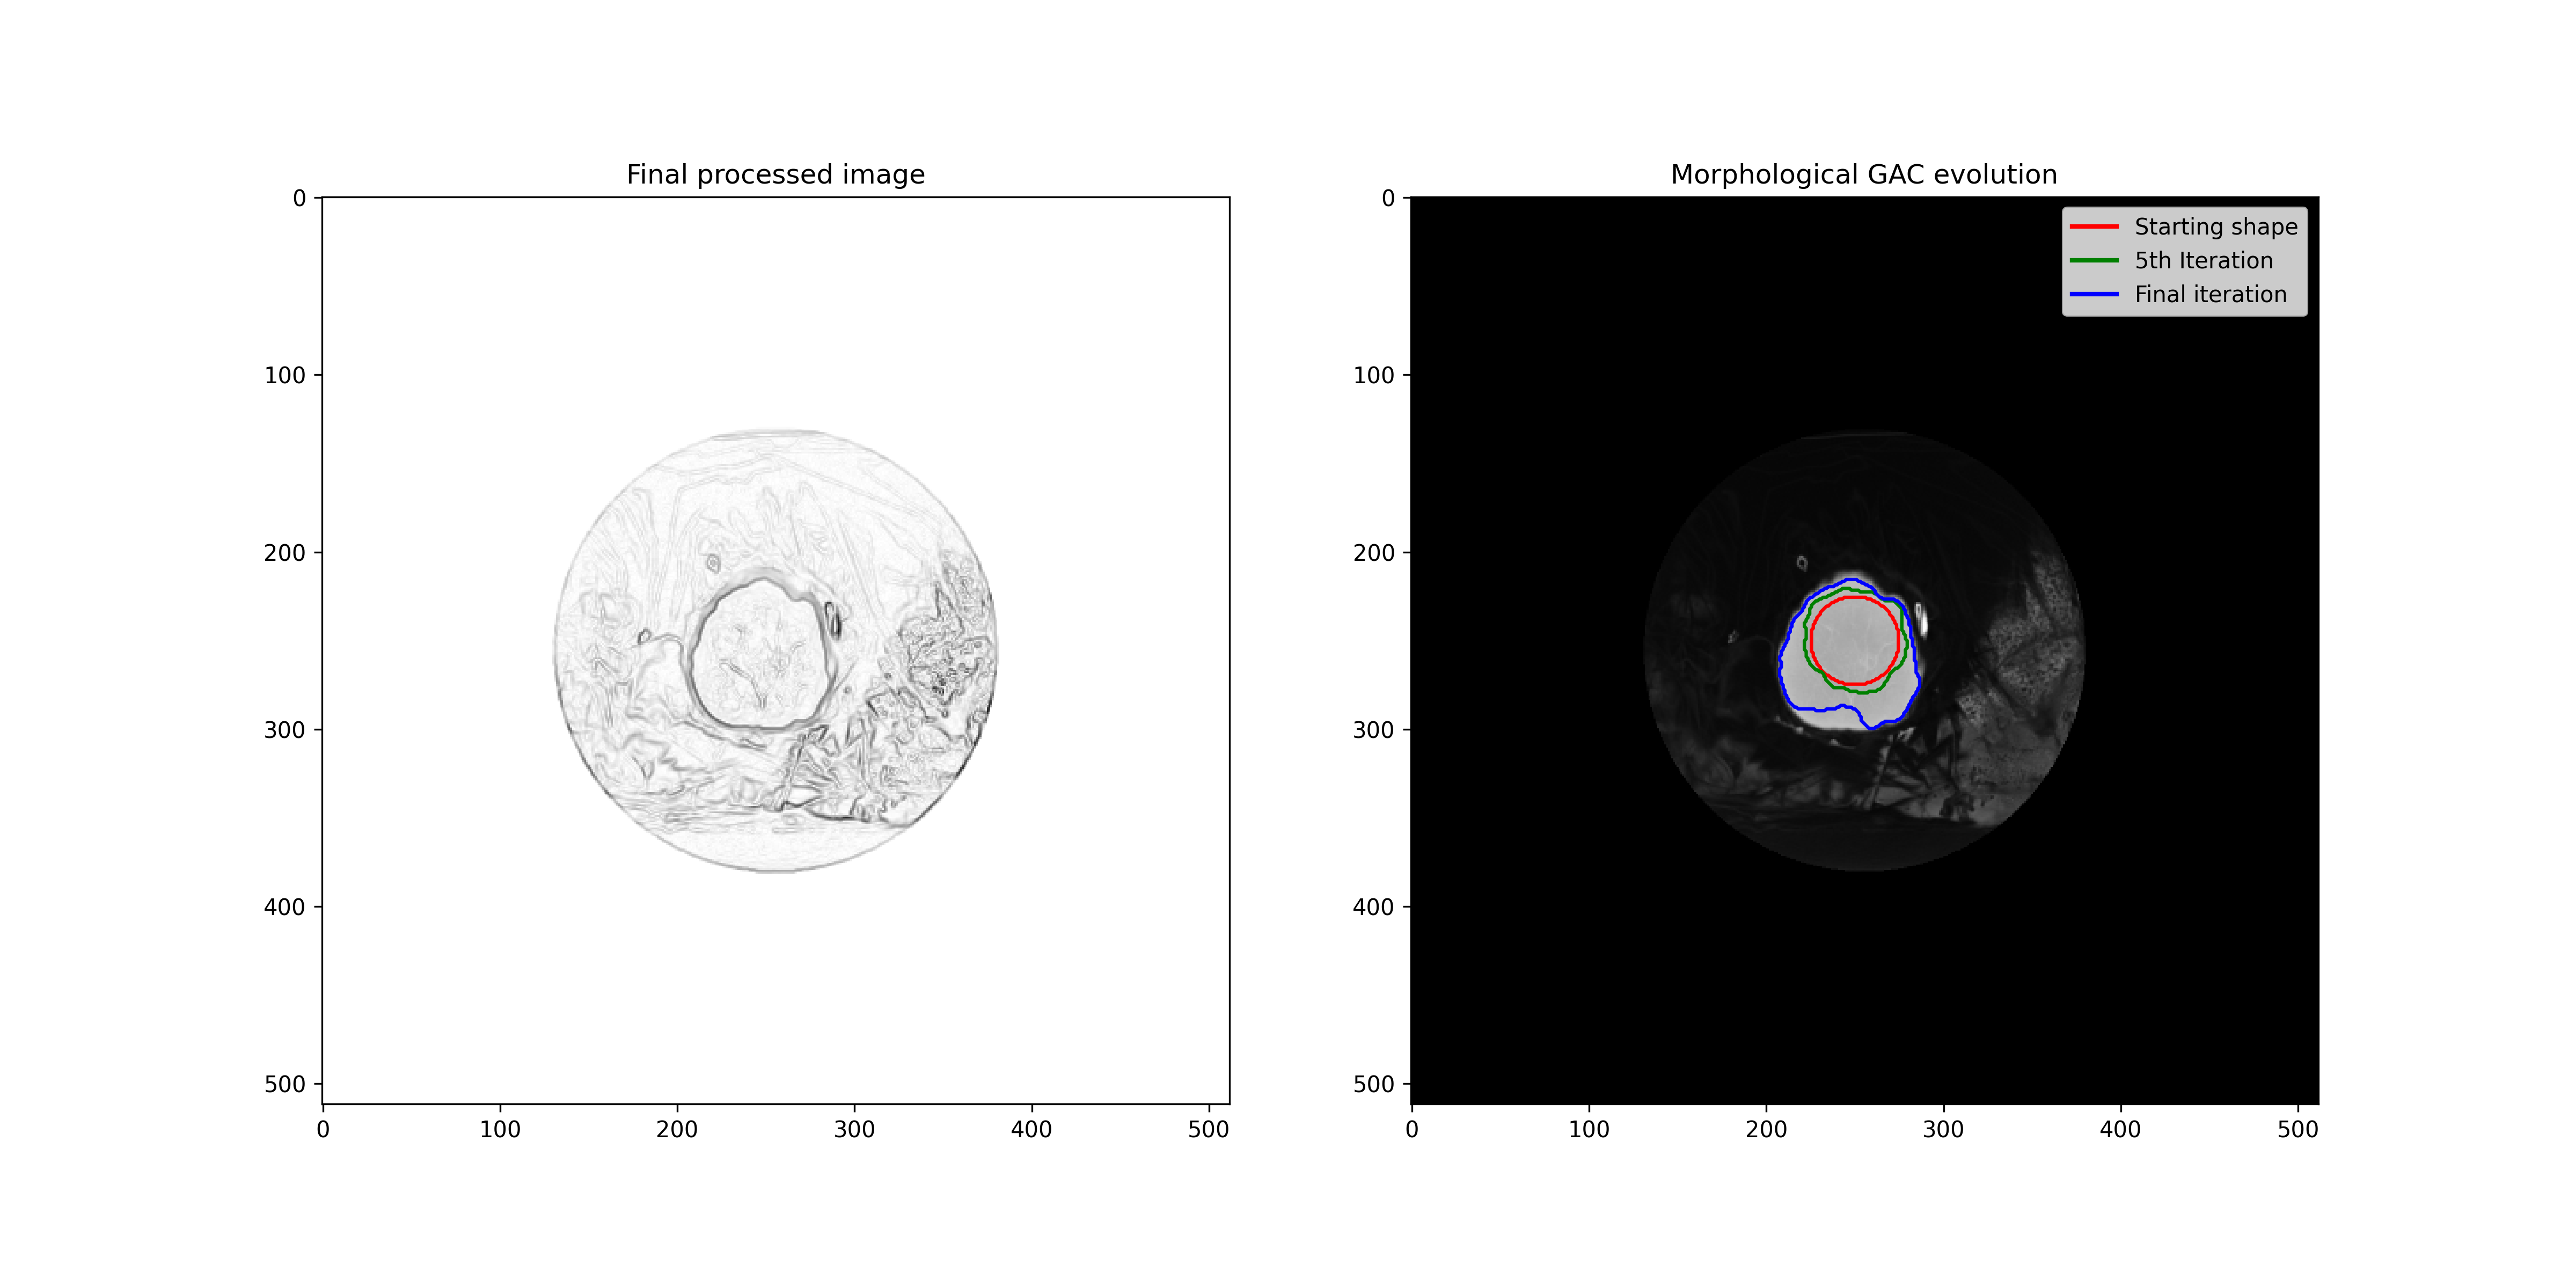 Final processed image
0
100
200
300
400
500
0 100 200 300 400 500
Morphological GAC evolution
Starting shape
5th Iteration
Final iteration
0
100
200
300
400
500
0 100 200 300 400 500